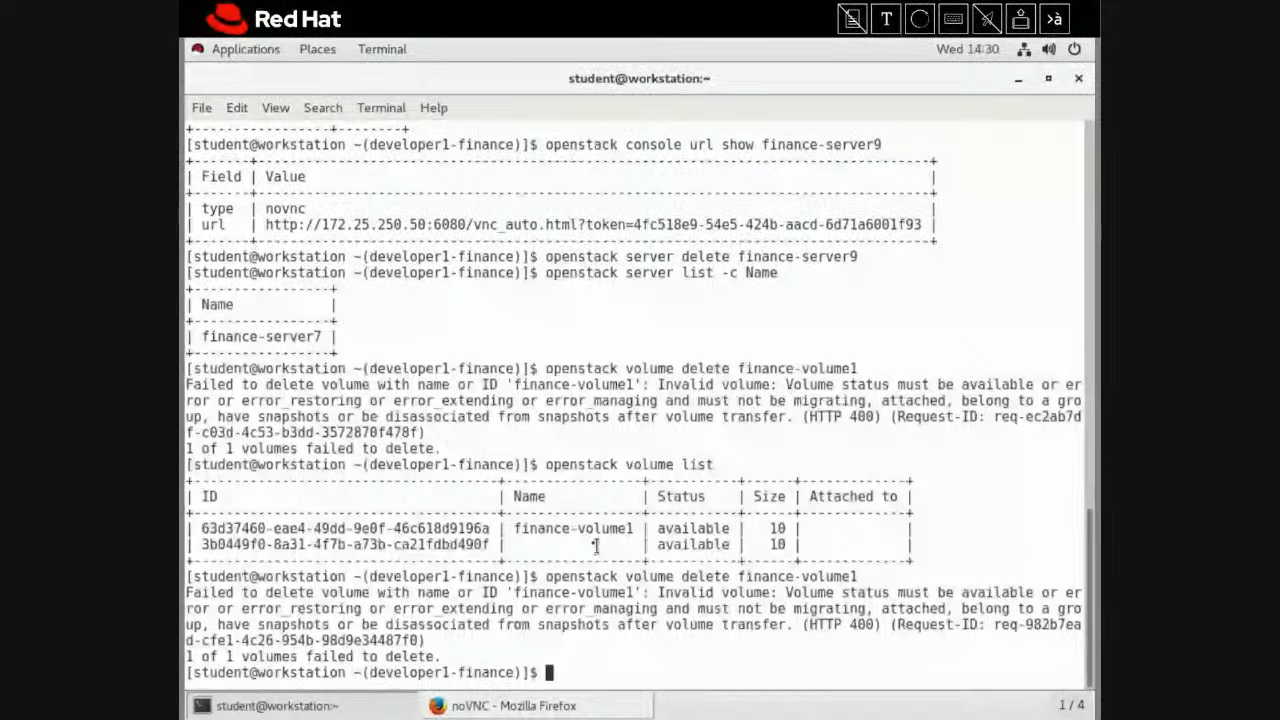 Red Hat
T
>à
Applications Places Terminal Wed 14:30
student@workstation:~
File Edit View Search Terminal Help
+----------------+--------+
[student@workstation ~(developer1-finance)]$ openstack console url show finance-server9
| Field | Value |
| type | novnc |
| url | http://172.25.250.50:6080/vnc_auto.html?token=4fc518e9-54e5-424b-aacd-6d71a6001f93 |
[student@workstation ~(developer1-finance)]$ openstack server delete finance-server9
[student@workstation ~(developer1-finance)]$ openstack server list -c Name
| Name |
| finance-server7 |
[student@workstation ~(developer1-finance)]$ openstack volume delete finance-volume1
Failed to delete volume with name or ID 'finance-volume1': Invalid volume: Volume status must be available or er
ror or error_restoring or error_extending or error_managing and must not be migrating, attached, belong to a gro
up, have snapshots or be disassociated from snapshots after volume transfer. (HTTP 400) (Request-ID: req-ec2ab7d
f-c03d-4c53-b3dd-3572870f478f)
1 of 1 volumes failed to delete.
[student@workstation ~(developer1-finance)]$ openstack volume list
| ID | Name | Status | Size | Attached to |
| 63d37460-eae4-49dd-9e0f-46c618d9196a | finance-volume1 | available | 10 | |
| 3b0449f0-8a31-4f7b-a73b-ca21fdbd490f | | available | 10 | |
[student@workstation ~(developer1-finance)]$ openstack volume delete finance-volume1
Failed to delete volume with name or ID 'finance-volume1': Invalid volume: Volume status must be available or er
ror or error_restoring or error_extending or error_managing and must not be migrating, attached, belong to a gro
up, have snapshots or be disassociated from snapshots after volume transfer. (HTTP 400) (Request-ID: req-982b7ea
d-cfe1-4c26-954b-98d9e34487f0)
1 of 1 volumes failed to delete.
[student@workstation ~(developer1-finance)]$
student@workstation:~ noVNC - Mozilla Firefox 1 / 4